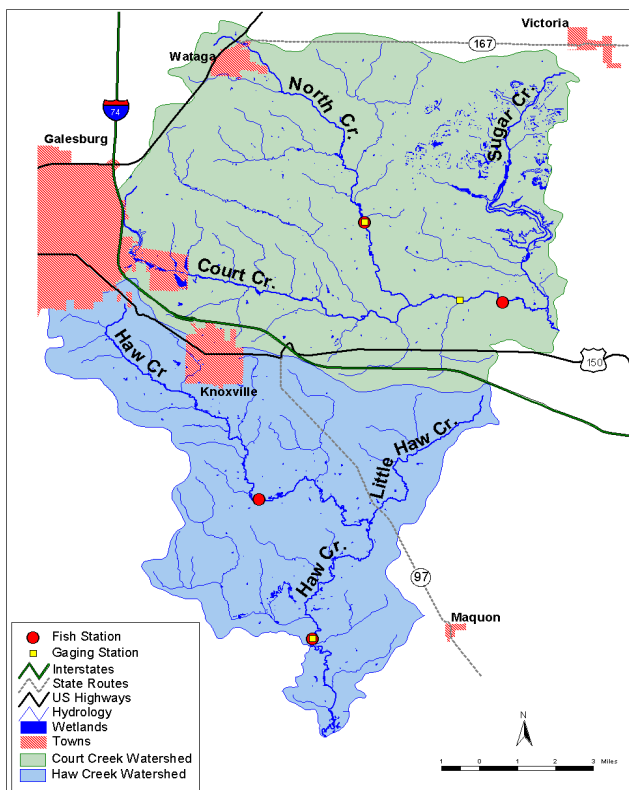 Victoria
167
Wataga
North Cr.
Sugar Cr.
74
Galesburg
Court Cr.
Haw Cr
150
Knoxville
Little Haw Cr.
Haw Cr.
97
Maquon
Fish Station
Gaging Station
Interstates
State Routes
US Highways
Hydrology
Wetlands
Towns
Court Creek Watershed
Haw Creek Watershed
N
1 0 1 2 3 Miles